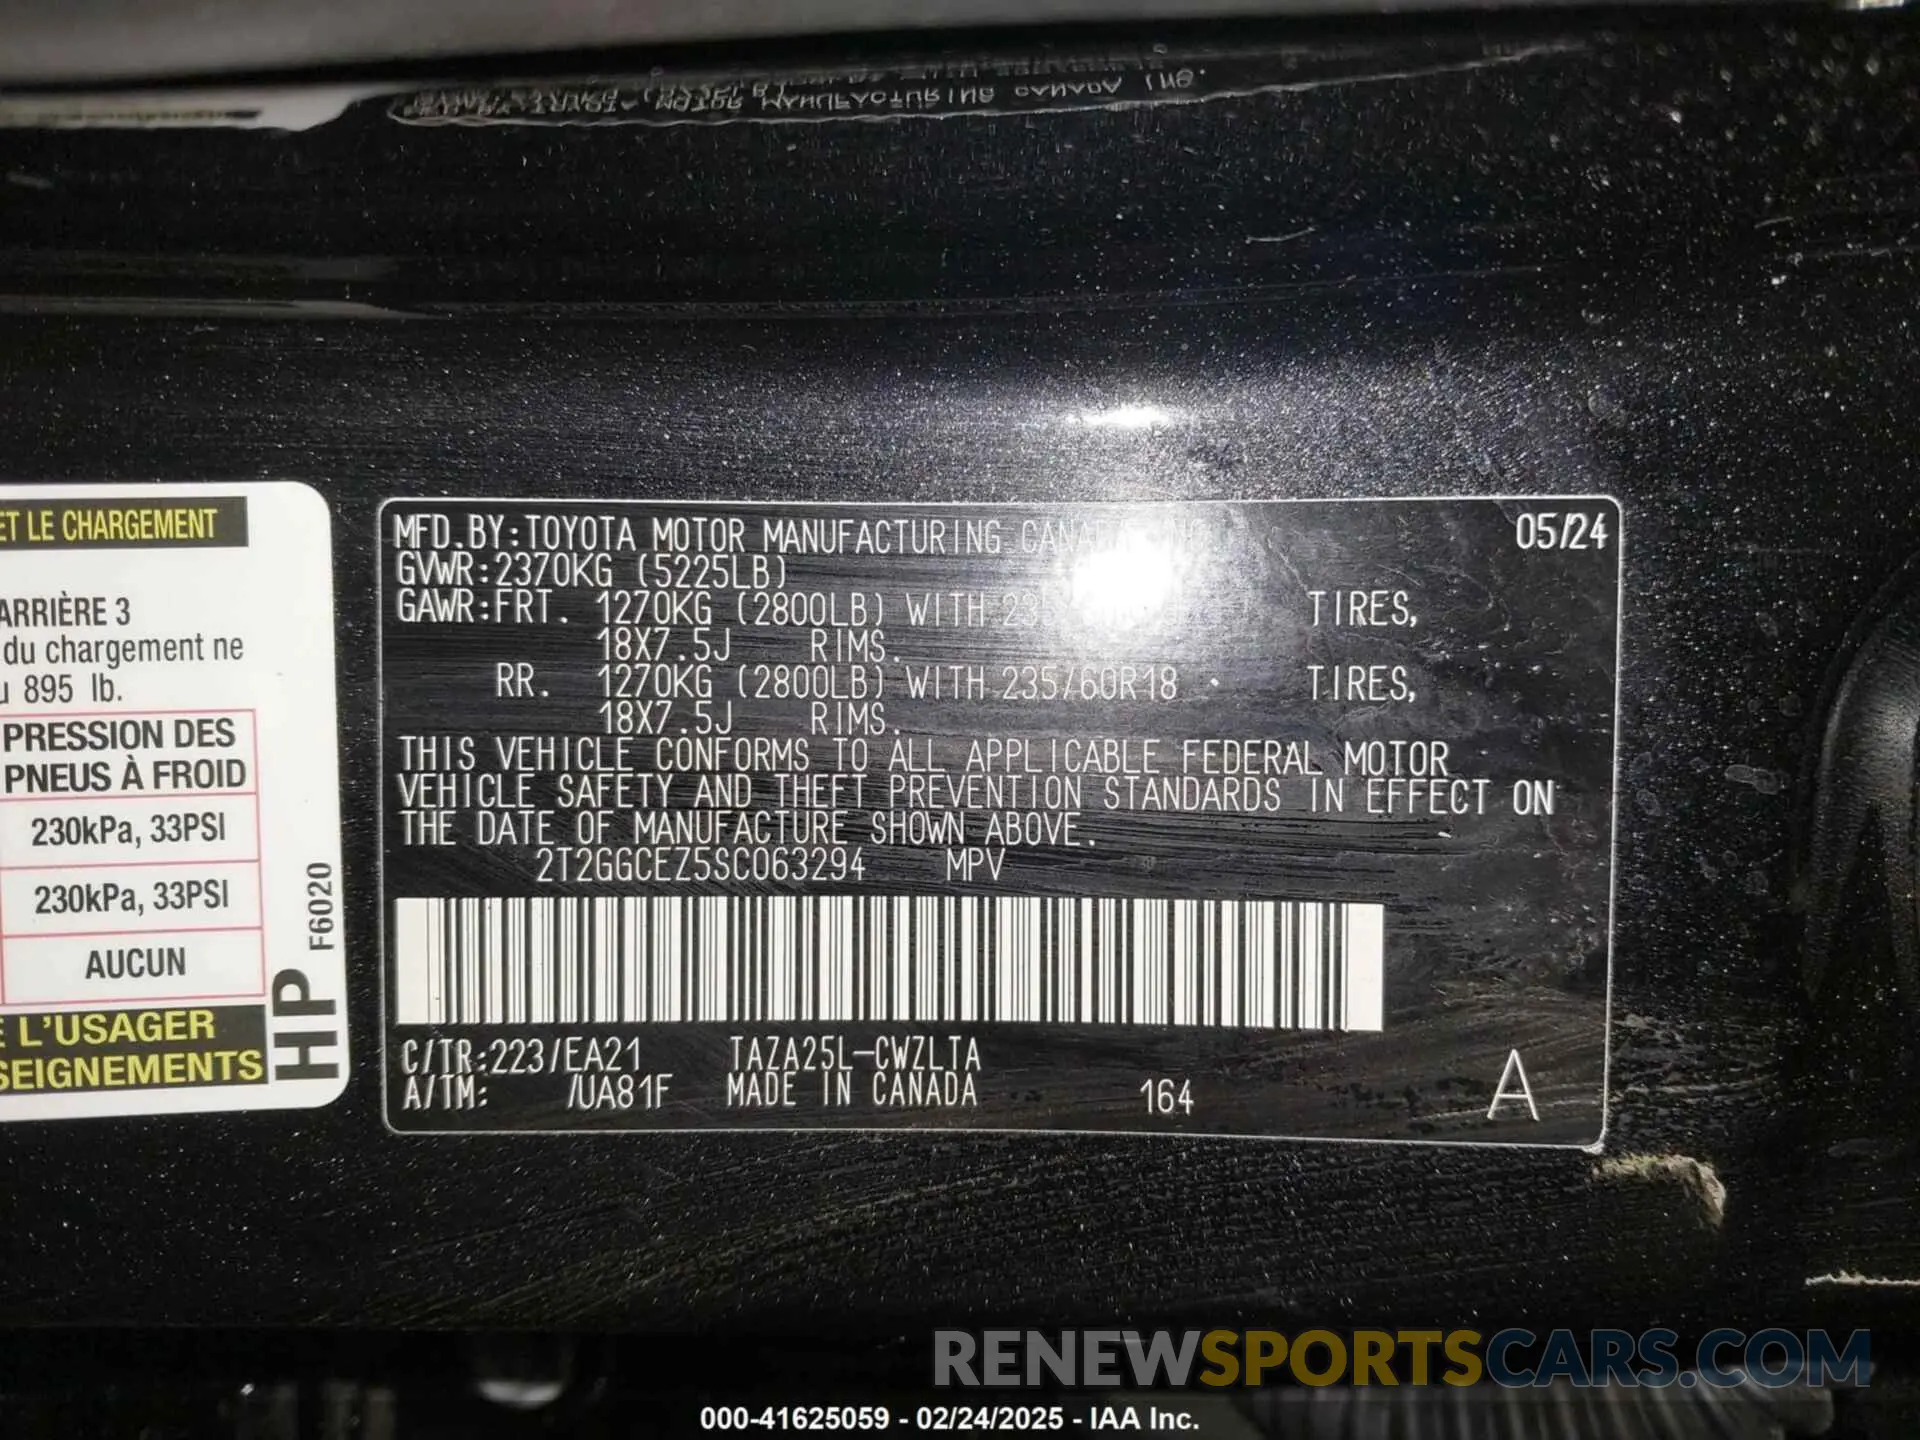 ET LE CHARGEMENT
ARRIÈRE 3
du chargement ne
895 lb.
PRESSION DES
PNEUS À FROID
230kPa, 33PSI
230kPa, 33PSI
AUCUN
L'USAGER
SEIGNEMENTS
HP
F6020
MFD.BY:TOYOTA MOTOR MANUFACTURING CANADA INC. 05/24
GVWR:2370KG (5225LB)
GAWR:FRT. 1270KG (2800LB) WITH TIRES,
18X7.5J RIMS.
RR. 1270KG (2800LB) WITH 235/60R18 TIRES,
18X7.5J RIMS.
THIS VEHICLE CONFORMS TO ALL APPLICABLE FEDERAL MOTOR
VEHICLE SAFETY AND THEFT PREVENTION STANDARDS IN EFFECT ON
THE DATE OF MANUFACTURE SHOWN ABOVE.
2T2GGCEZ5SC063294 MPV
C/TR:223/EA21 TAZA25L-CWZLTA
A/TM: /UA81F MADE IN CANADA 164 A
RENEWSPORTSCARS.COM
000-41625059 - 02/24/2025 - IAA Inc.